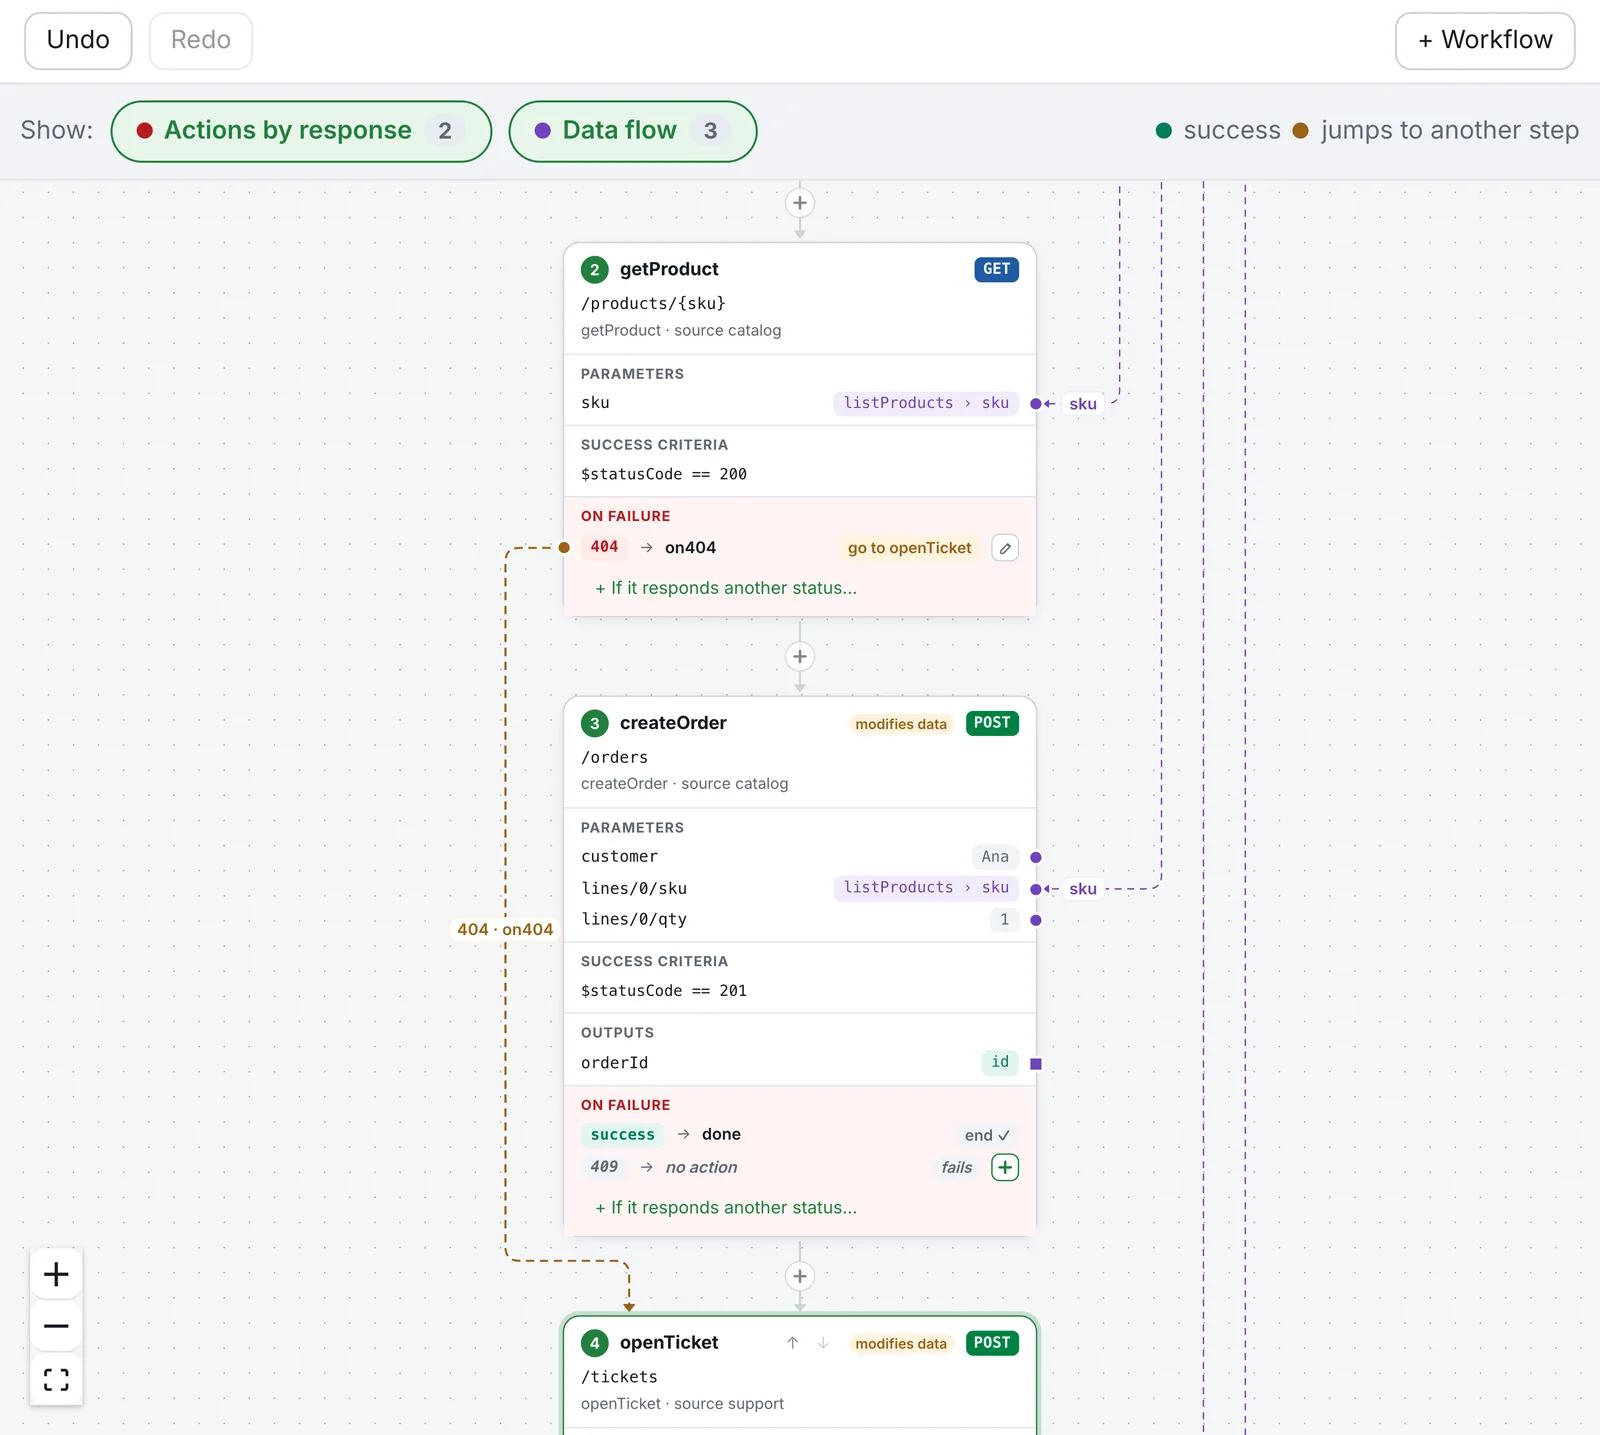 Undo Redo + Workflow
Show: Actions by response 2 Data flow 3 success jumps to another step
2 getProduct GET
/products/{sku}
getProduct · source catalog
PARAMETERS
sku listProducts › sku sku
SUCCESS CRITERIA
$statusCode == 200
ON FAILURE
404 → on404 go to openTicket
+ If it responds another status...
3 createOrder modifies data POST
/orders
createOrder · source catalog
PARAMETERS
customer Ana
lines/0/sku listProducts › sku sku
lines/0/qty 1
404 · on404
SUCCESS CRITERIA
$statusCode == 201
OUTPUTS
orderId id
ON FAILURE
success → done end ✓
409 → no action fails
+ If it responds another status...
4 openTicket ↑ ↓ modifies data POST
/tickets
openTicket · source support